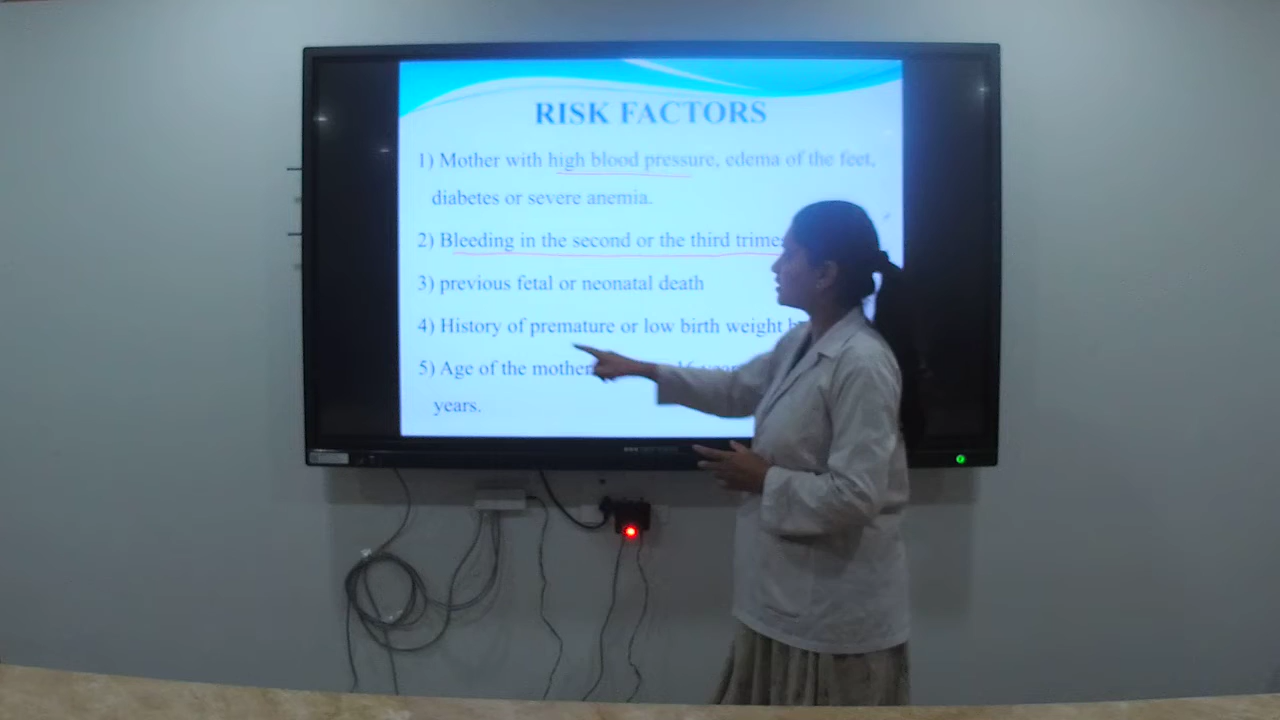 RISK FACTORS
1) Mother with high blood pressure, edema of the feet,
diabetes or severe anemia.
2) Bleeding in the second or the third
3) previous fetal or neonatal death
4) History of premature or low birth weight
5) Age of the mother
years.